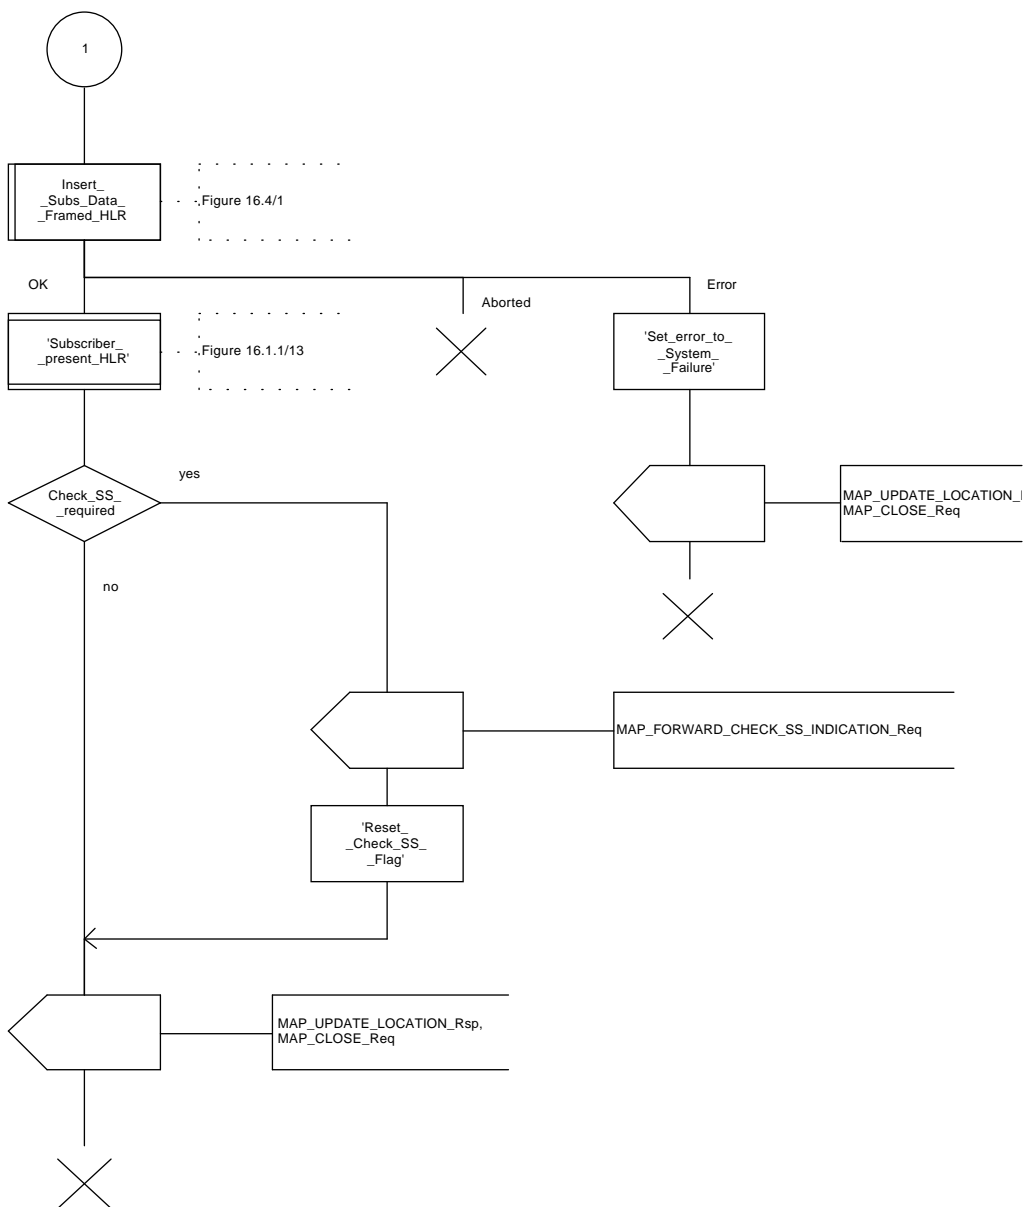 1
Insert_
_Subs_Data_
_Framed_HLR
Figure 16.4/1
OK
Aborted
Error
'Subscriber_
_present_HLR'
Figure 16.1.1/13
'Set_error_to_
_System_
_Failure'
Check_SS_
_required
yes
no
MAP_UPDATE_LOCATION_
MAP_CLOSE_Req
MAP_FORWARD_CHECK_SS_INDICATION_Req
'Reset_
_Check_SS_
_Flag'
MAP_UPDATE_LOCATION_Rsp,
MAP_CLOSE_Req